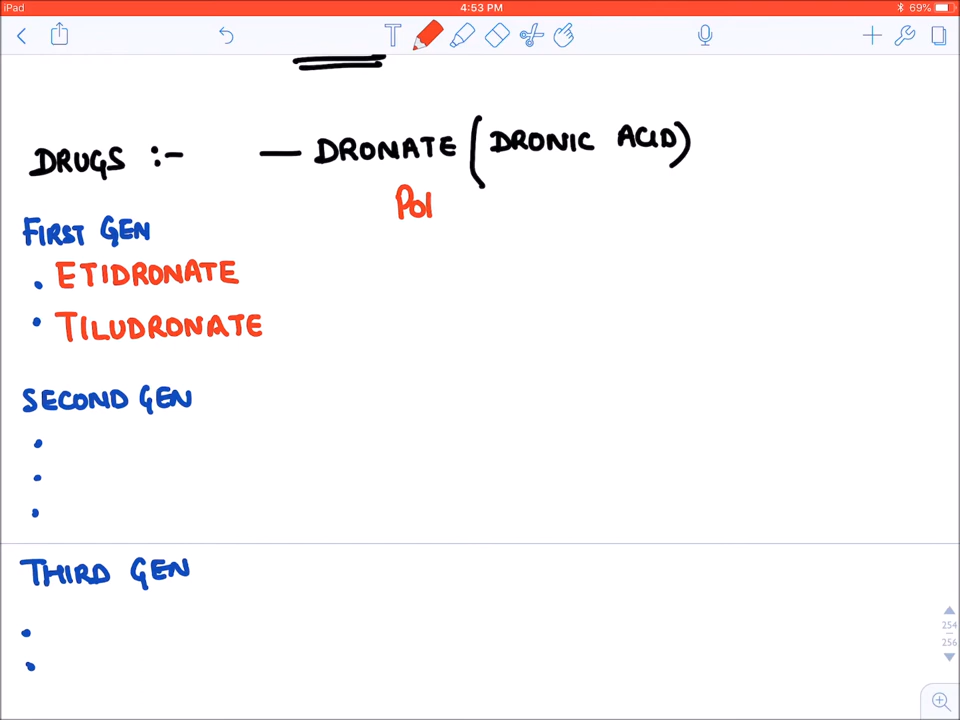 iPad 4:53 PM 69%
T
DRUGS :- — DRONATE (DRONIC ACID)
Pol
FIRST GEN
• ETIDRONATE
• TILUDRONATE
SECOND GEN
•
•
•
THIRD GEN
•
•
254
256